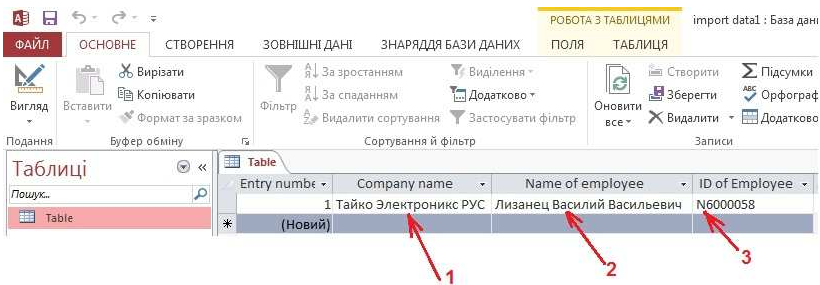 РОБОТА З ТАБЛИЦЯМИ
import data1 : База дан
ФАЙЛ ОСНОВНЕ СТВОРЕННЯ ЗОВНІШНІ ДАНІ ЗНАРЯДДЯ БАЗИ ДАНИХ ПОЛЯ ТАБЛИЦЯ
Вигляд
Подання
Вставити
Вирізати
Копіювати
Формат за зразком
Буфер обміну
Фільтр
За зростанням
За спаданням
Видалити сортування
Виділення
Додатково
Застосувати фільтр
Сортування й фільтр
Оновити
все
Створити
Зберегти
Видалити
Підсумки
Орфограф
Додатково
Записи
Таблиці
Пошук...
Table
Table
Entry numbe Company name Name of employee ID of Employee
1 Тайко Электроникс РУС Лизанец Василий Васильевич N6000058
(Новий)
1
2
3